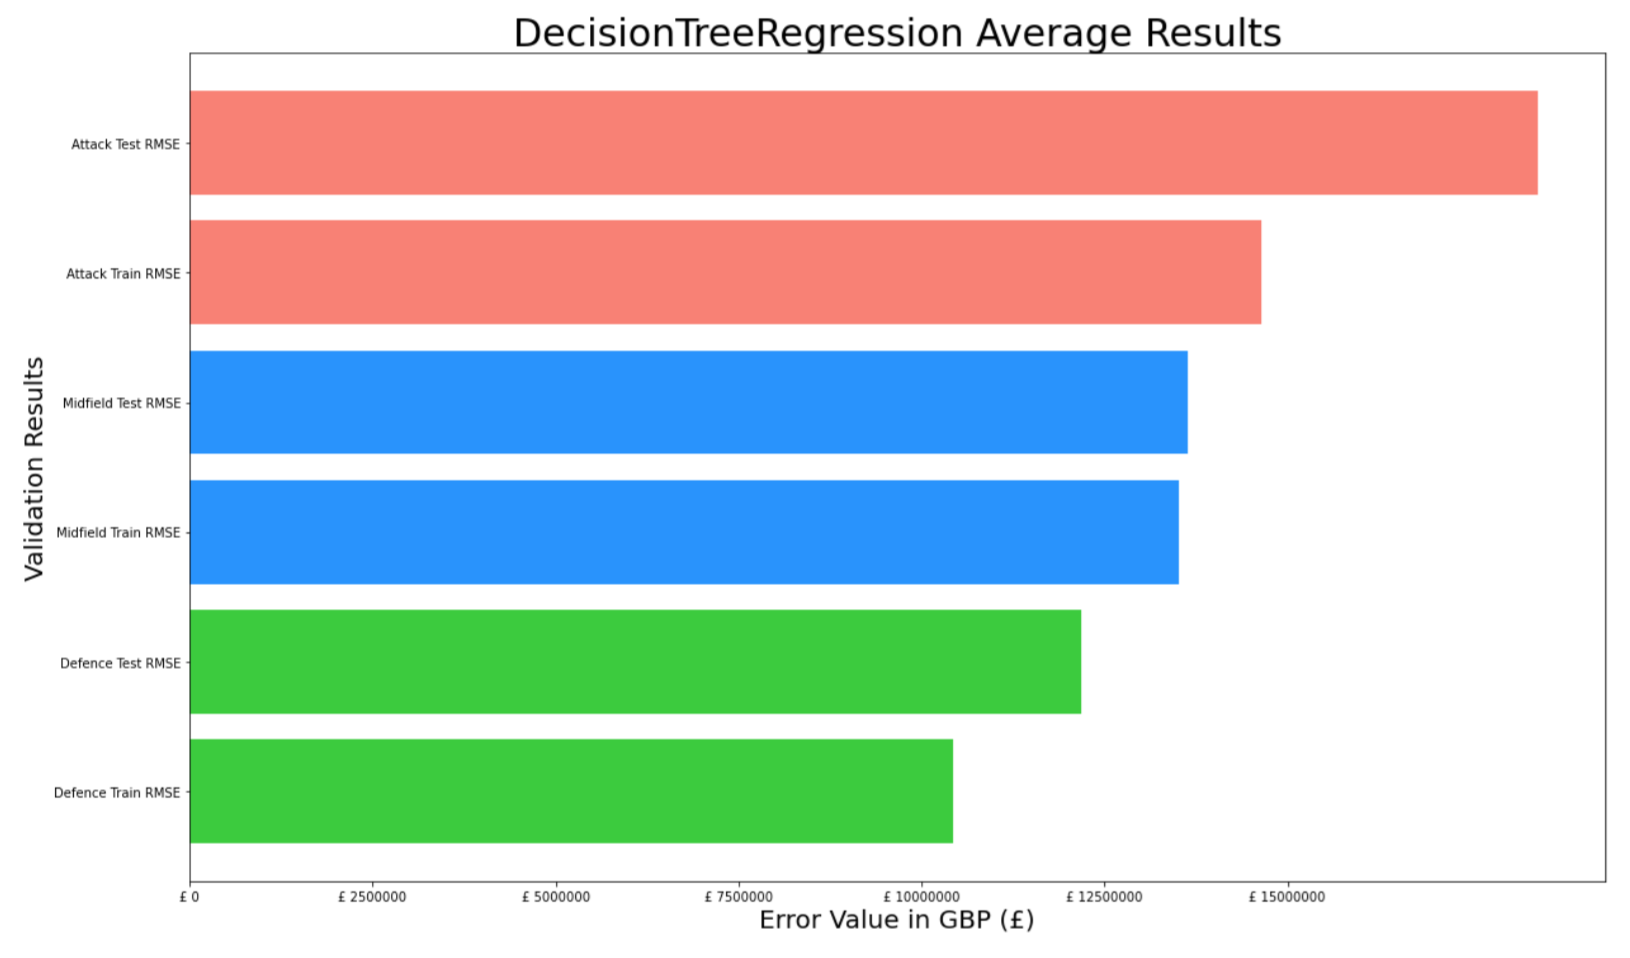 DecisionTreeRegression Average Results
Validation Results
Attack Test RMSE
Attack Train RMSE
Midfield Test RMSE
Midfield Train RMSE
Defence Test RMSE
Defence Train RMSE
£ 0 £ 2500000 £ 5000000 £ 7500000 £ 10000000 £ 12500000 £ 15000000
Error Value in GBP (£)